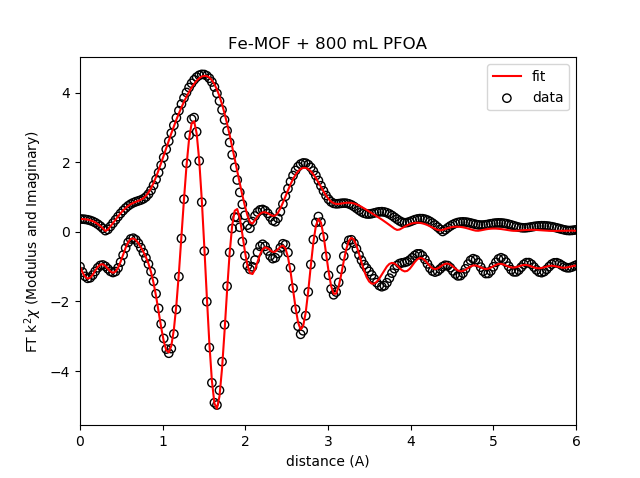 Fe-MOF + 800 mL PFOA
fit
data
4
2
0
−2
−4
FT k²χ (Modulus and Imaginary)
0 1 2 3 4 5 6
distance (A)